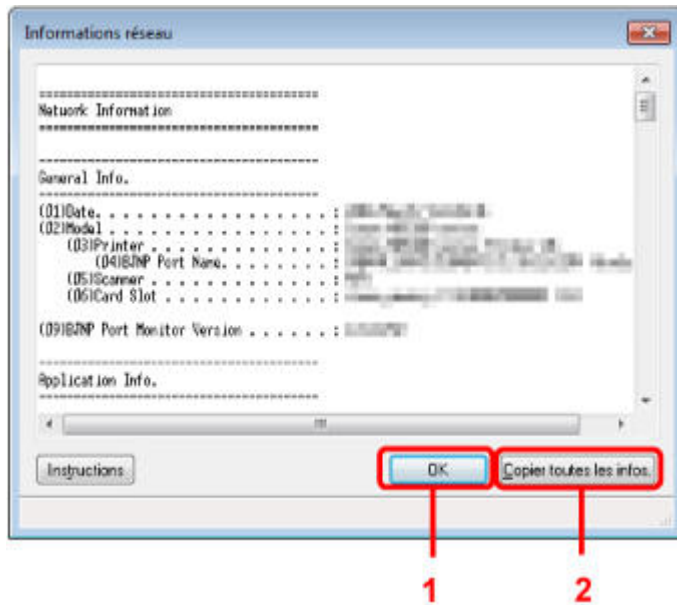 Informations réseau
========================================
Network Information
========================================
----------------------------------------
General Info.
----------------------------------------
(01)Date. . . . . . . . . . . . . . . . :
(02)Model . . . . . . . . . . . . . . . :
(03)Printer . . . . . . . . . . . . . :
(04)BJNP Port Name. . . . . . . . . :
(05)Scanner . . . . . . . . . . . . . :
(06)Card Slot . . . . . . . . . . . . :
(09)BJNP Port Monitor Version . . . . . :
----------------------------------------
Application Info.
----------------------------------------
Instructions
OK
Copier toutes les infos.
1
2